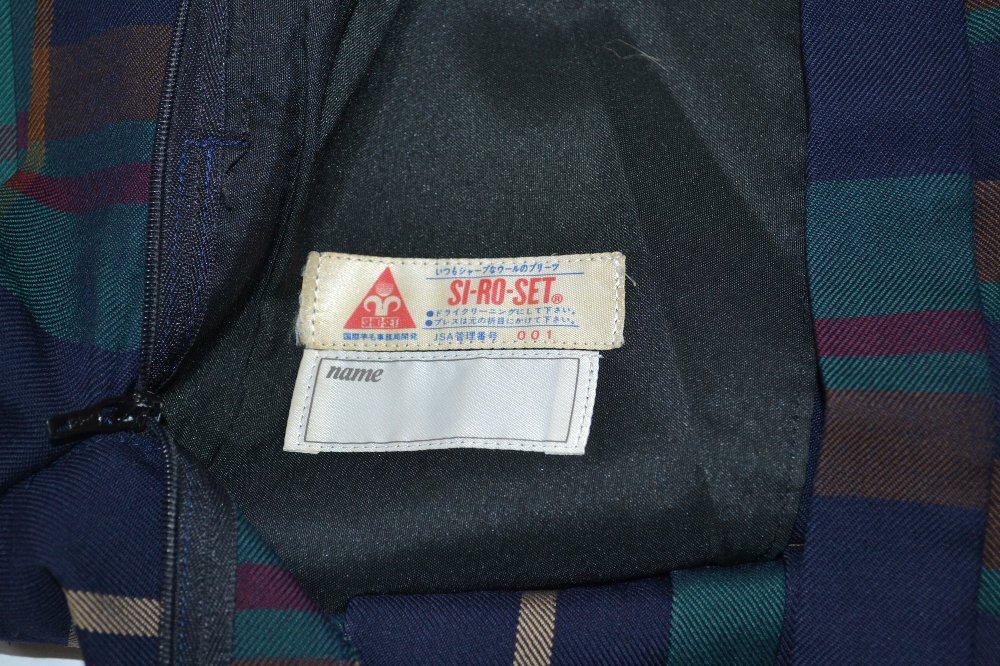 いつもシャープなウールのプリーツ
SI-RO-SET®
●ドライクリーニングにして下さい。
●プレスは元の折目にかけて下さい。
SI-RO-SET
国際羊毛事務局開発 JSA管理番号 001
name